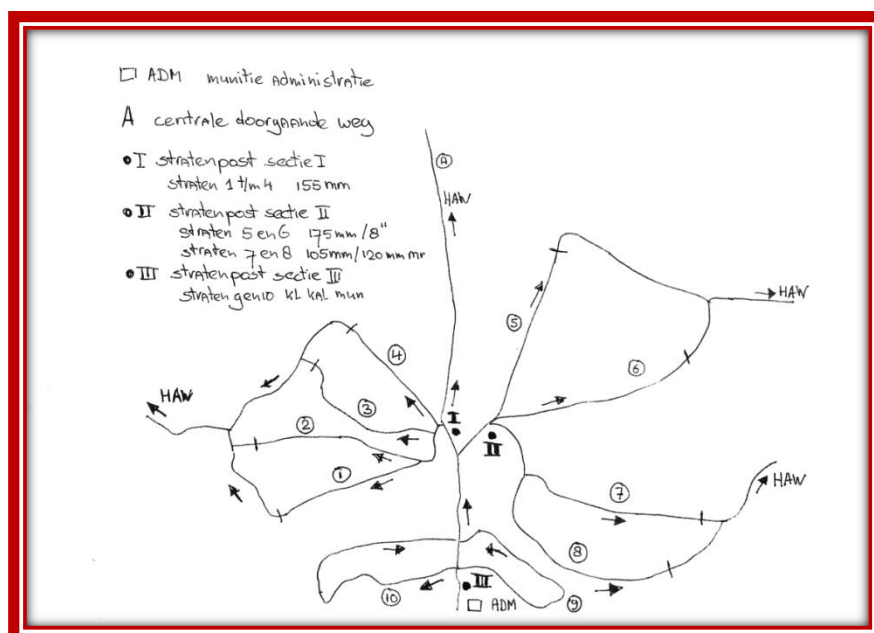 □ ADM munitie administratie
A centrale doorgaande weg
• I stratenpost sectie I
straten 1 t/m 4 155 mm
• II stratenpost sectie II
straten 5 en 6 175 mm/8"
straten 7 en 8 105 mm/120 mm mr
• III stratenpost sectie III
straten 9 en 10 KL KAL mun
A
HAW
5
HAW
4
6
HAW
3
I
2
II
1
7
HAW
8
III
10
□ ADM
9